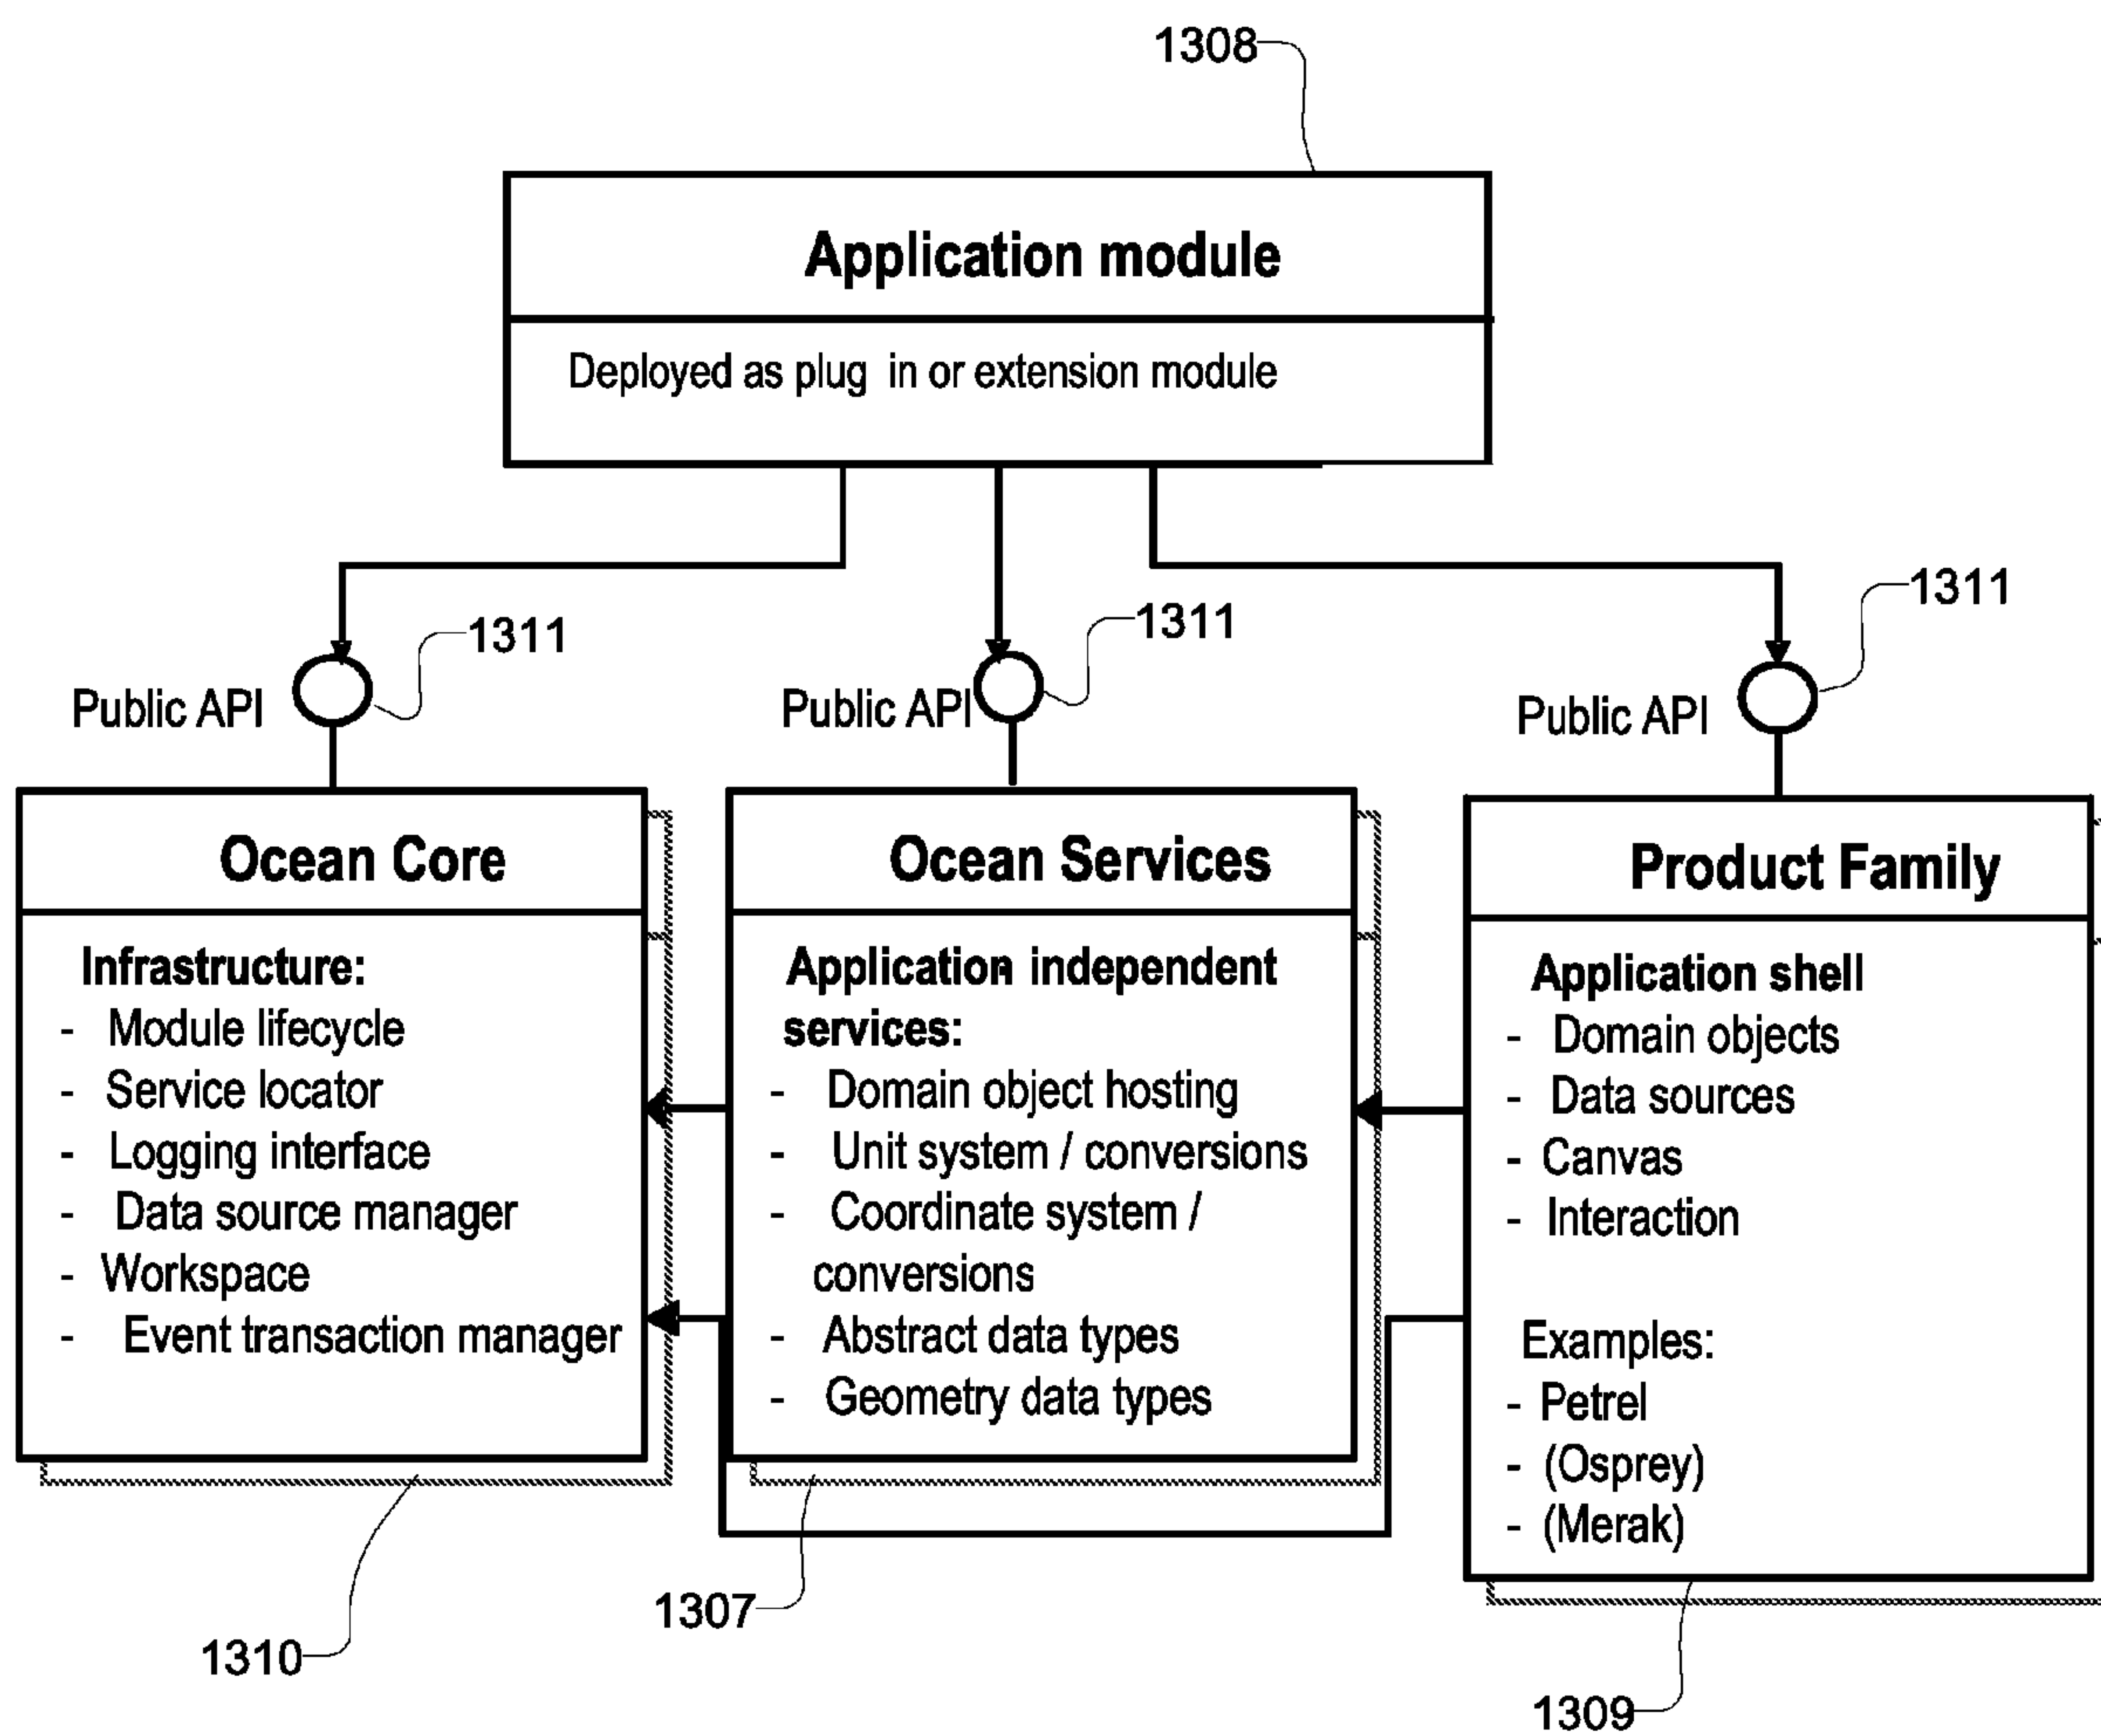 1308
Application module
Deployed as plug in or extension module
1311
1311
1311
Public API
Public API
Public API
Ocean Core
Infrastructure:
- Module lifecycle
- Service locator
- Logging interface
- Data source manager
- Workspace
- Event transaction manager
Ocean Services
Application independent
services:
- Domain object hosting
- Unit system / conversions
- Coordinate system /
conversions
- Abstract data types
- Geometry data types
Product Family
Application shell
- Domain objects
- Data sources
- Canvas
- Interaction
Examples:
- Petrel
- (Osprey)
- (Merak)
1310
1307
1309